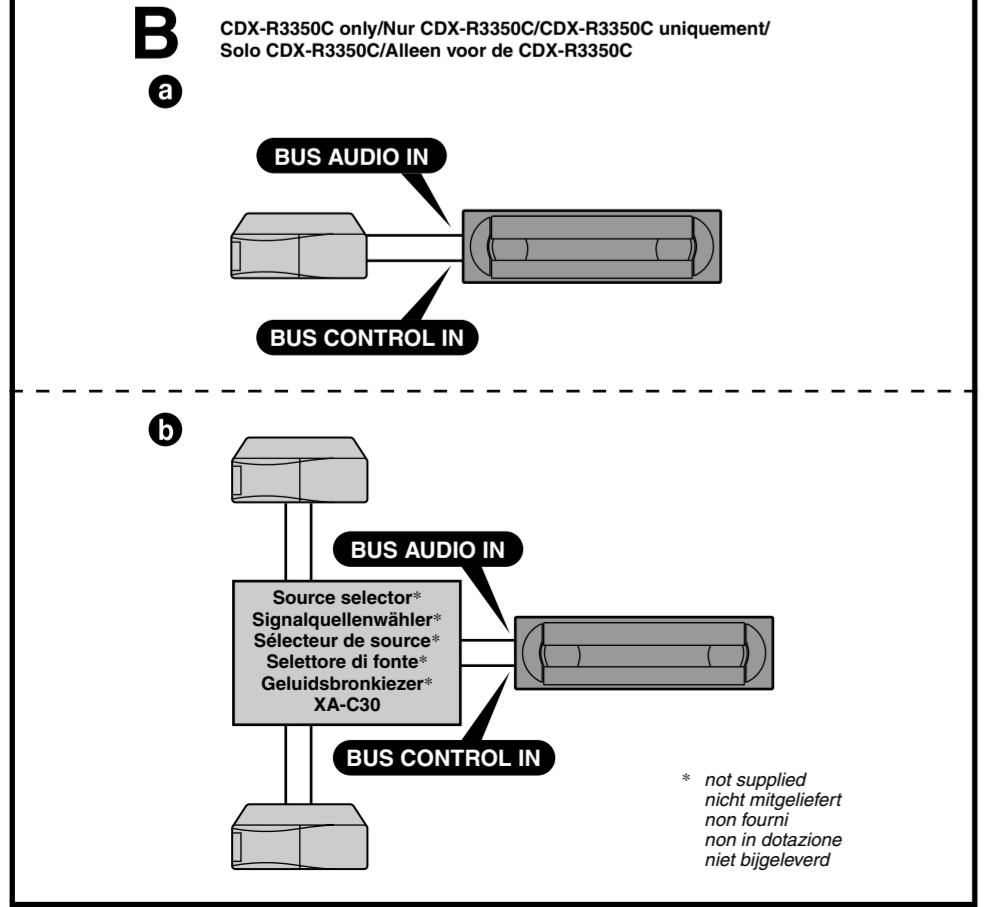 B
CDX-R3350C only/Nur CDX-R3350C/CDX-R3350C uniquement/
Solo CDX-R3350C/Alleen voor de CDX-R3350C
a
BUS AUDIO IN
BUS CONTROL IN
b
BUS AUDIO IN
Source selector*
Signalquellenwähler*
Sélecteur de source*
Selettore di fonte*
Geluidsbronkiezer*
XA-C30
BUS CONTROL IN
* not supplied
nicht mitgeliefert
non fourni
non in dotazione
niet bijgeleverd